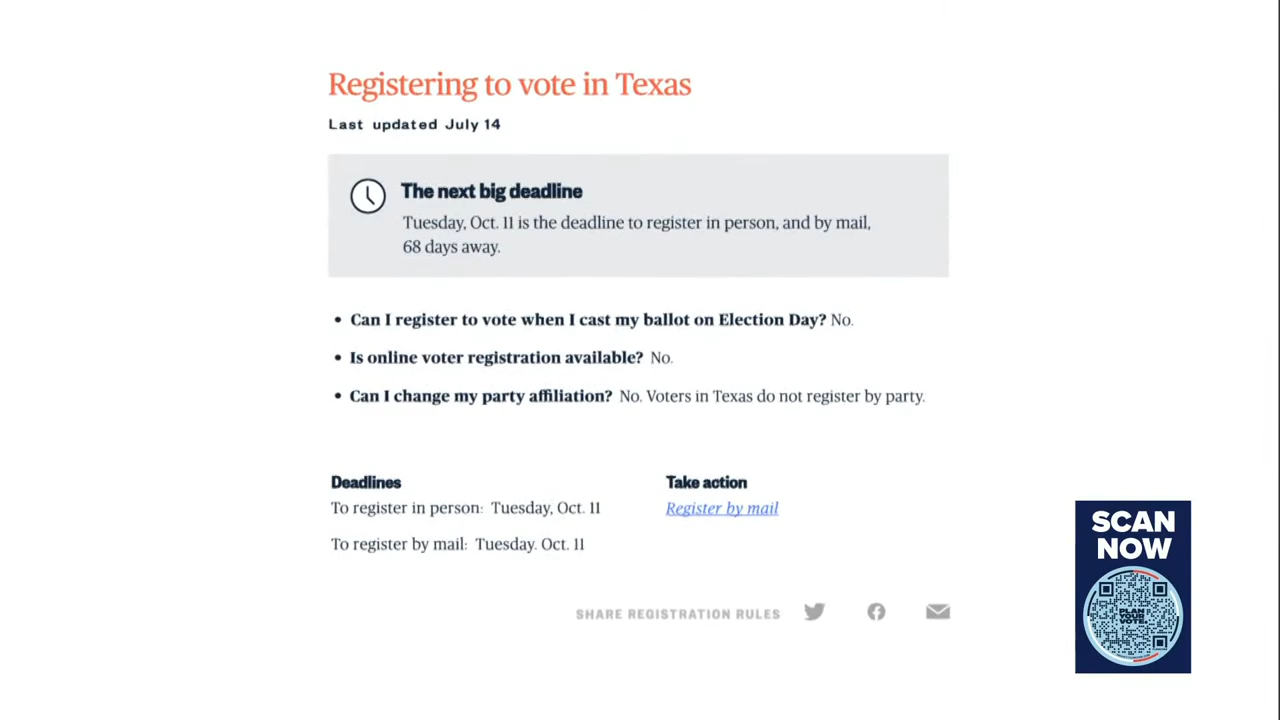 Registering to vote in Texas
Last updated July 14
The next big deadline
Tuesday, Oct. 11 is the deadline to register in person, and by mail,
68 days away.
• Can I register to vote when I cast my ballot on Election Day? No.
• Is online voter registration available? No.
• Can I change my party affiliation? No. Voters in Texas do not register by party.
Deadlines
To register in person: Tuesday, Oct. 11
To register by mail: Tuesday. Oct. 11
Take action
Register by mail
SHARE REGISTRATION RULES
SCAN
NOW
PLAN
YOUR
VOTE.